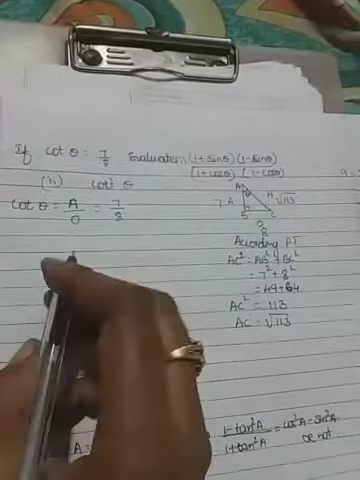 If cot θ = 7/8 Evaluate: (i) (1+sinθ)(1-sinθ)
(1+cosθ)(1-cosθ)
(ii) cot² θ
cot θ = A/O = 7/8
A
7 A
H √113
B
C
O
8
According PT
AC² = AB² + BC²
= 7² + 8²
= 49+64
AC² = 113
AC = √113
1-tan²A / 1+tan²A = cos²A - sin²A
or not
A =